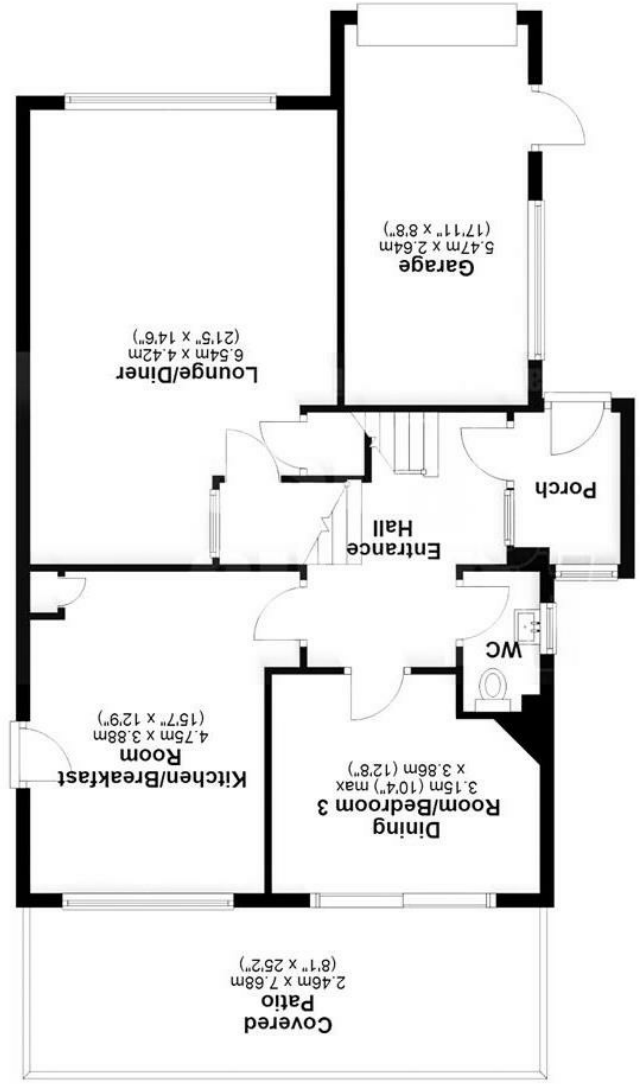 Covered
Patio
2.46m x 7.68m
(8'1" x 25'2")
Dining
Room/Bedroom 3
3.15m (10'4") max
x 3.86m (12'8")
Kitchen/Breakfast
Room
4.75m x 3.88m
(15'7" x 12'9")
WC
Entrance
Hall
Porch
Lounge/Diner
6.54m x 4.42m
(21'5" x 14'6")
Garage
5.47m x 2.64m
(17'11" x 8'8")